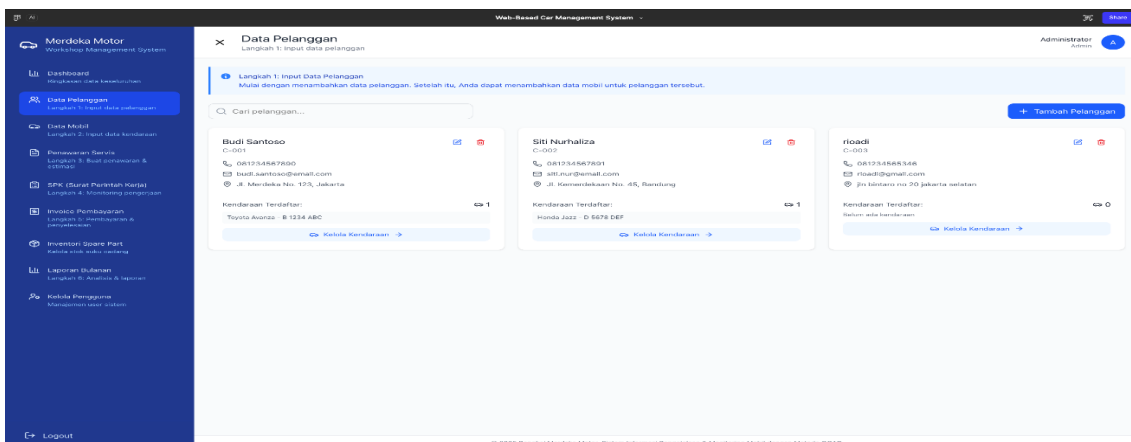 Web-Based Car Management System
Share
Merdeka Motor
Workshop Management System
Dashboard
Ringkasan data keseluruhan
Data Pelanggan
Langkah 1: Input data pelanggan
Data Mobil
Langkah 2: Input data kendaraan
Penawaran Servis
Langkah 3: Buat penawaran &
estimasi
SPK (Surat Perintah Kerja)
Langkah 4: Monitoring pengerjaan
Invoice Pembayaran
Langkah 5: Pembayaran &
penyelesaian
Inventori Spare Part
Kelola stok suku cadang
Laporan Bulanan
Langkah 6: Analisis & laporan
Kelola Pengguna
Manajemen user sistem
Logout
Data Pelanggan
Langkah 1: Input data pelanggan
Administrator
Admin
A
Langkah 1: Input Data Pelanggan
Mulai dengan menambahkan data pelanggan. Setelah itu, Anda dapat menambahkan data mobil untuk pelanggan tersebut.
Cari pelanggan...
+ Tambah Pelanggan
Budi Santoso
C-001
081234567890
budi.santoso@email.com
Jl. Merdeka No. 123, Jakarta
Kendaraan Terdaftar: 1
Toyota Avanza - B 1234 ABC
Kelola Kendaraan →
Siti Nurhaliza
C-002
081234567891
siti.nur@email.com
Jl. Kemerdekaan No. 45, Bandung
Kendaraan Terdaftar: 1
Honda Jazz - D 5678 DEF
Kelola Kendaraan →
rioadi
C-003
081234565346
rioadi@gmail.com
jln.bintaro no 20 jakarta selatan
Kendaraan Terdaftar: 0
Belum ada kendaraan
Kelola Kendaraan →